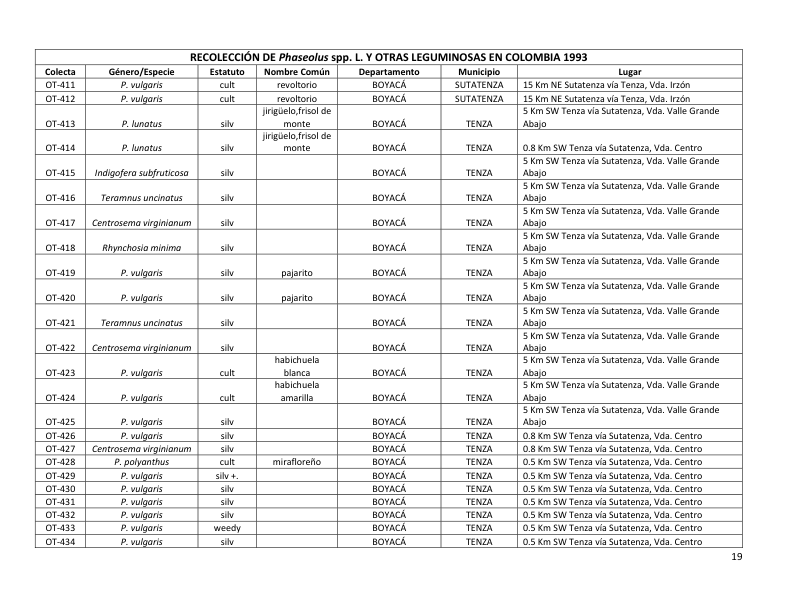 RECOLECCIÓN DE Phaseolus spp. L. Y OTRAS LEGUMINOSAS EN COLOMBIA 1993
Colecta Género/Especie Estatuto Nombre Común Departamento Municipio Lugar
OT-411 P. vulgaris cult revoltorio BOYACÁ SUTATENZA 15 Km NE Sutatenza vía Tenza, Vda. Irzón
OT-412 P. vulgaris cult revoltorio BOYACÁ SUTATENZA 15 Km NE Sutatenza vía Tenza, Vda. Irzón
jirigüelo,frisol de 5 Km SW Tenza vía Sutatenza, Vda. Valle Grande
OT-413 P. lunatus silv monte BOYACÁ TENZA Abajo
jirigüelo,frisol de
OT-414 P. lunatus silv monte BOYACÁ TENZA 0.8 Km SW Tenza vía Sutatenza, Vda. Centro
5 Km SW Tenza vía Sutatenza, Vda. Valle Grande
OT-415 Indigofera subfruticosa silv BOYACÁ TENZA Abajo
5 Km SW Tenza vía Sutatenza, Vda. Valle Grande
OT-416 Teramnus uncinatus silv BOYACÁ TENZA Abajo
5 Km SW Tenza vía Sutatenza, Vda. Valle Grande
OT-417 Centrosema virginianum silv BOYACÁ TENZA Abajo
5 Km SW Tenza vía Sutatenza, Vda. Valle Grande
OT-418 Rhynchosia minima silv BOYACÁ TENZA Abajo
5 Km SW Tenza vía Sutatenza, Vda. Valle Grande
OT-419 P. vulgaris silv pajarito BOYACÁ TENZA Abajo
5 Km SW Tenza vía Sutatenza, Vda. Valle Grande
OT-420 P. vulgaris silv pajarito BOYACÁ TENZA Abajo
5 Km SW Tenza vía Sutatenza, Vda. Valle Grande
OT-421 Teramnus uncinatus silv BOYACÁ TENZA Abajo
5 Km SW Tenza vía Sutatenza, Vda. Valle Grande
OT-422 Centrosema virginianum silv BOYACÁ TENZA Abajo
habichuela 5 Km SW Tenza vía Sutatenza, Vda. Valle Grande
OT-423 P. vulgaris cult blanca BOYACÁ TENZA Abajo
habichuela 5 Km SW Tenza vía Sutatenza, Vda. Valle Grande
OT-424 P. vulgaris cult amarilla BOYACÁ TENZA Abajo
5 Km SW Tenza vía Sutatenza, Vda. Valle Grande
OT-425 P. vulgaris silv BOYACÁ TENZA Abajo
OT-426 P. vulgaris silv BOYACÁ TENZA 0.8 Km SW Tenza vía Sutatenza, Vda. Centro
OT-427 Centrosema virginianum silv BOYACÁ TENZA 0.8 Km SW Tenza vía Sutatenza, Vda. Centro
OT-428 P. polyanthus cult mirafloreño BOYACÁ TENZA 0.5 Km SW Tenza vía Sutatenza, Vda. Centro
OT-429 P. vulgaris silv +. BOYACÁ TENZA 0.5 Km SW Tenza vía Sutatenza, Vda. Centro
OT-430 P. vulgaris silv BOYACÁ TENZA 0.5 Km SW Tenza vía Sutatenza, Vda. Centro
OT-431 P. vulgaris silv BOYACÁ TENZA 0.5 Km SW Tenza vía Sutatenza, Vda. Centro
OT-432 P. vulgaris silv BOYACÁ TENZA 0.5 Km SW Tenza vía Sutatenza, Vda. Centro
OT-433 P. vulgaris weedy BOYACÁ TENZA 0.5 Km SW Tenza vía Sutatenza, Vda. Centro
OT-434 P. vulgaris silv BOYACÁ TENZA 0.5 Km SW Tenza vía Sutatenza, Vda. Centro
19